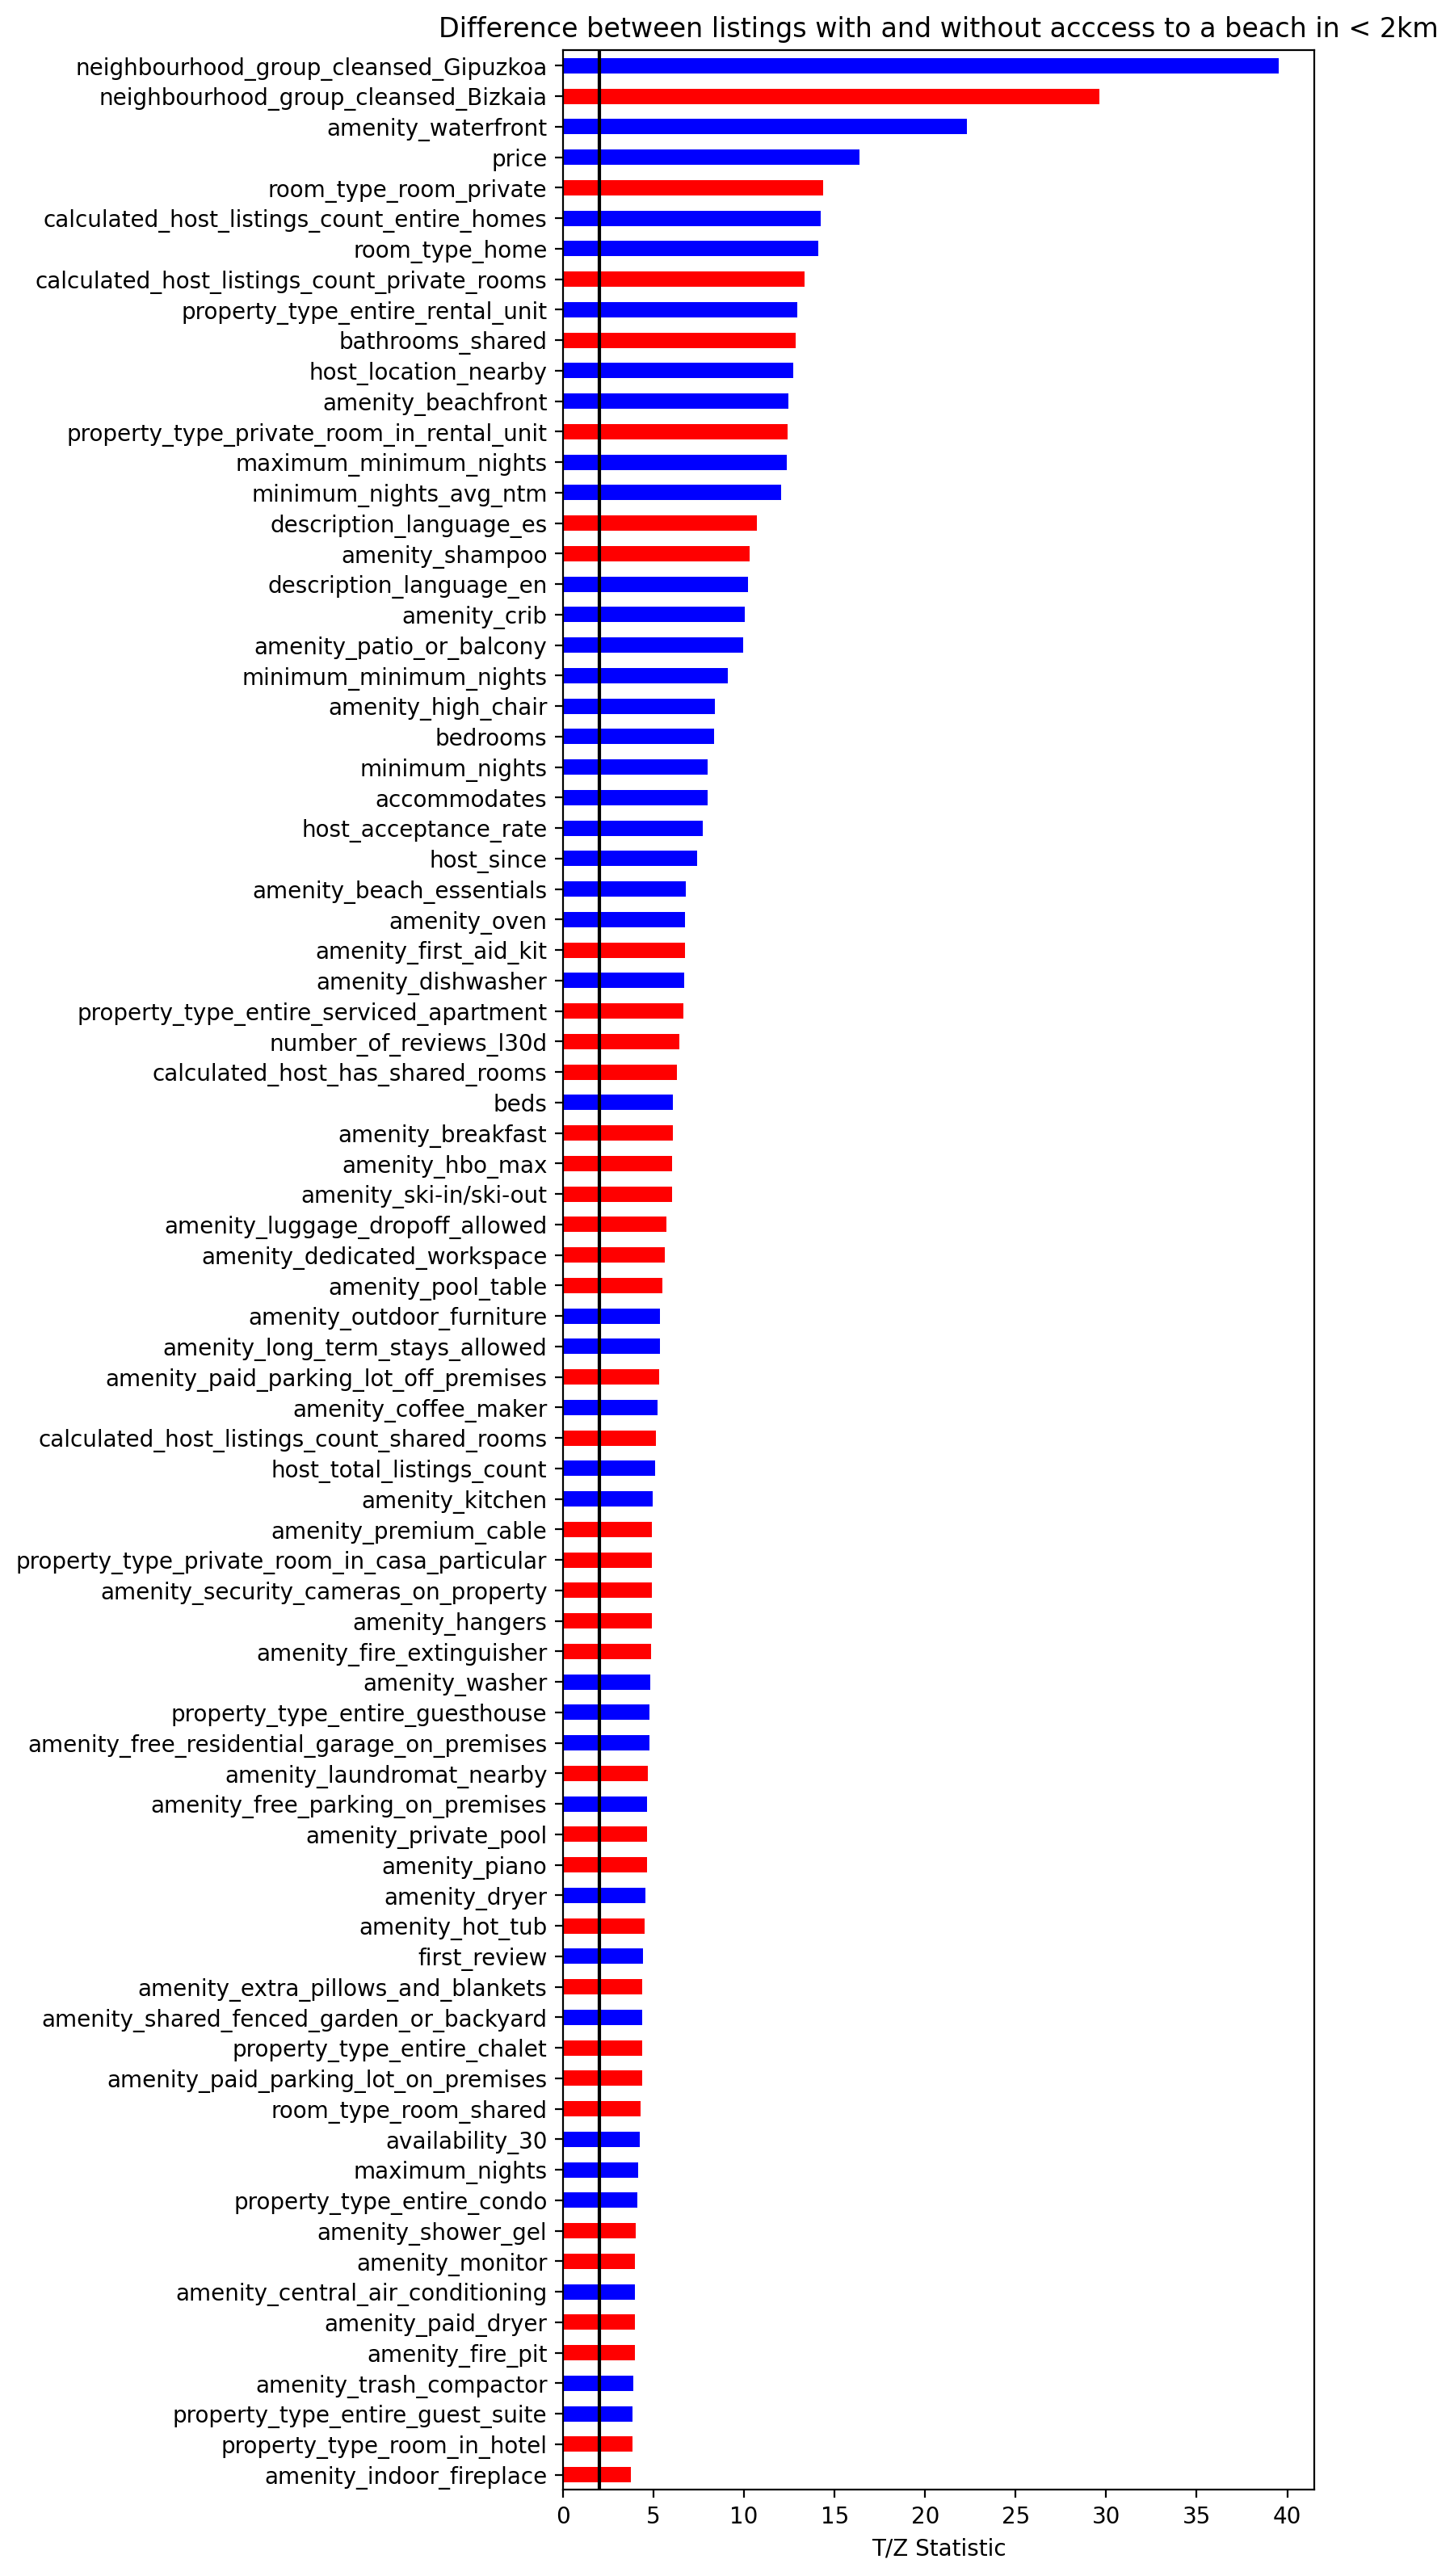 Difference between listings with and without acccess to a beach in < 2km
neighbourhood_group_cleansed_Gipuzkoa
neighbourhood_group_cleansed_Bizkaia
amenity_waterfront
price
room_type_room_private
calculated_host_listings_count_entire_homes
room_type_home
calculated_host_listings_count_private_rooms
property_type_entire_rental_unit
bathrooms_shared
host_location_nearby
amenity_beachfront
property_type_private_room_in_rental_unit
maximum_minimum_nights
minimum_nights_avg_ntm
description_language_es
amenity_shampoo
description_language_en
amenity_crib
amenity_patio_or_balcony
minimum_minimum_nights
amenity_high_chair
bedrooms
minimum_nights
accommodates
host_acceptance_rate
host_since
amenity_beach_essentials
amenity_oven
amenity_first_aid_kit
amenity_dishwasher
property_type_entire_serviced_apartment
number_of_reviews_l30d
calculated_host_has_shared_rooms
beds
amenity_breakfast
amenity_hbo_max
amenity_ski-in/ski-out
amenity_luggage_dropoff_allowed
amenity_dedicated_workspace
amenity_pool_table
amenity_outdoor_furniture
amenity_long_term_stays_allowed
amenity_paid_parking_lot_off_premises
amenity_coffee_maker
calculated_host_listings_count_shared_rooms
host_total_listings_count
amenity_kitchen
amenity_premium_cable
property_type_private_room_in_casa_particular
amenity_security_cameras_on_property
amenity_hangers
amenity_fire_extinguisher
amenity_washer
property_type_entire_guesthouse
amenity_free_residential_garage_on_premises
amenity_laundromat_nearby
amenity_free_parking_on_premises
amenity_private_pool
amenity_piano
amenity_dryer
amenity_hot_tub
first_review
amenity_extra_pillows_and_blankets
amenity_shared_fenced_garden_or_backyard
property_type_entire_chalet
amenity_paid_parking_lot_on_premises
room_type_room_shared
availability_30
maximum_nights
property_type_entire_condo
amenity_shower_gel
amenity_monitor
amenity_central_air_conditioning
amenity_paid_dryer
amenity_fire_pit
amenity_trash_compactor
property_type_entire_guest_suite
property_type_room_in_hotel
amenity_indoor_fireplace
0 5 10 15 20 25 30 35 40
T/Z Statistic